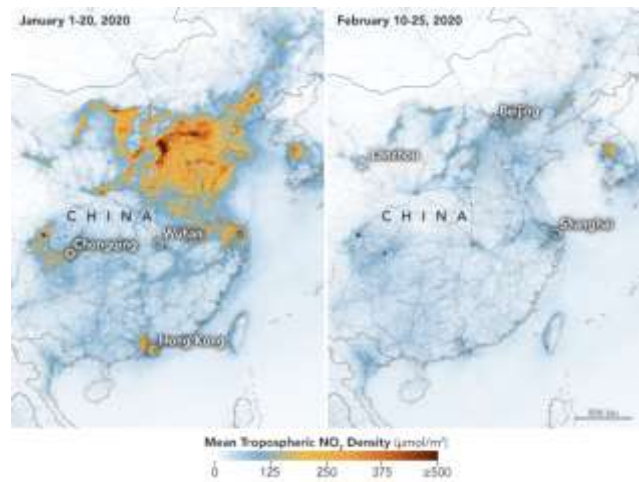 January 1-20, 2020
February 10-25, 2020
Beijing
Lanzhou
CHINA
CHINA
Wuhan
Chongqing
Shanghai
Hong Kong
Mean Tropospheric NO₂ Density (μmol/m²)
0 125 250 375 ≥500